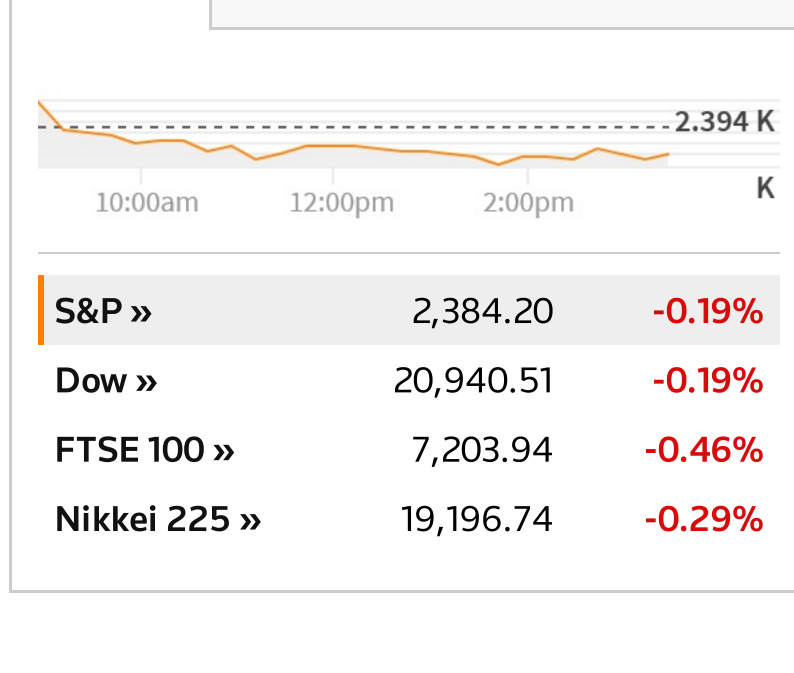 2.394 K
K
10:00am 12:00pm 2:00pm
S&P » 2,384.20 -0.19%
Dow » 20,940.51 -0.19%
FTSE 100 » 7,203.94 -0.46%
Nikkei 225 » 19,196.74 -0.29%